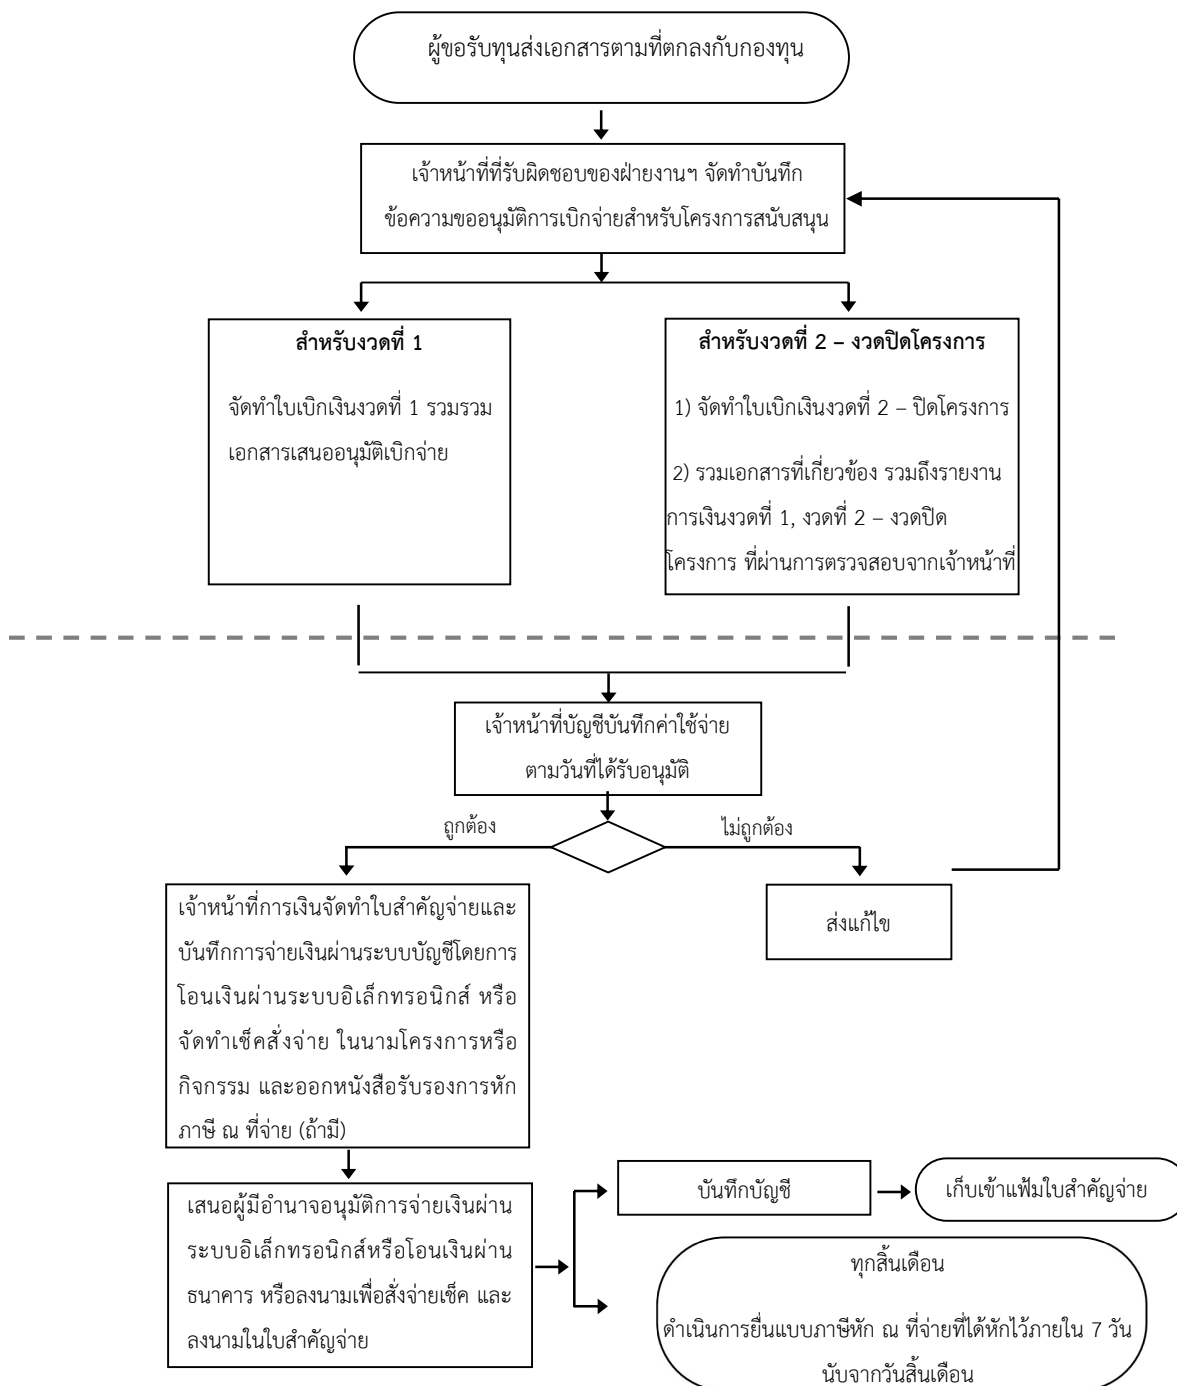 ผู้ขอรับทุนส่งเอกสารตามที่ตกลงกับกองทุน
เจ้าหน้าที่ที่รับผิดชอบของฝ่ายงานฯ จัดทำบันทึก
ข้อความขออนุมัติการเบิกจ่ายสำหรับโครงการสนับสนุน
สำหรับงวดที่ 1
จัดทำใบเบิกเงินงวดที่ 1 รวมรวม
เอกสารเสนออนุมัติเบิกจ่าย
สำหรับงวดที่ 2 – งวดปิดโครงการ
1) จัดทำใบเบิกเงินงวดที่ 2 – ปิดโครงการ
2) รวมเอกสารที่เกี่ยวข้อง รวมถึงรายงาน
การเงินงวดที่ 1, งวดที่ 2 – งวดปิด
โครงการ ที่ผ่านการตรวจสอบจากเจ้าหน้าที่
เจ้าหน้าที่บัญชีบันทึกค่าใช้จ่าย
ตามวันที่ได้รับอนุมัติ
ถูกต้อง
ไม่ถูกต้อง
เจ้าหน้าที่การเงินจัดทำใบสำคัญจ่ายและ
บันทึกการจ่ายเงินผ่านระบบบัญชีโดยการ
โอนเงินผ่านระบบอิเล็กทรอนิกส์ หรือ
จัดทำเช็คสั่งจ่าย ในนามโครงการหรือ
กิจกรรม และออกหนังสือรับรองการหัก
ภาษี ณ ที่จ่าย (ถ้ามี)
ส่งแก้ไข
เสนอผู้มีอำนาจอนุมัติการจ่ายเงินผ่าน
ระบบอิเล็กทรอนิกส์หรือโอนเงินผ่าน
ธนาคาร หรือลงนามเพื่อสั่งจ่ายเช็ค และ
ลงนามในใบสำคัญจ่าย
บันทึกบัญชี
เก็บเข้าแฟ้มใบสำคัญจ่าย
ทุกสิ้นเดือน
ดำเนินการยื่นแบบภาษีหัก ณ ที่จ่ายที่ได้หักไว้ภายใน 7 วัน
นับจากวันสิ้นเดือน